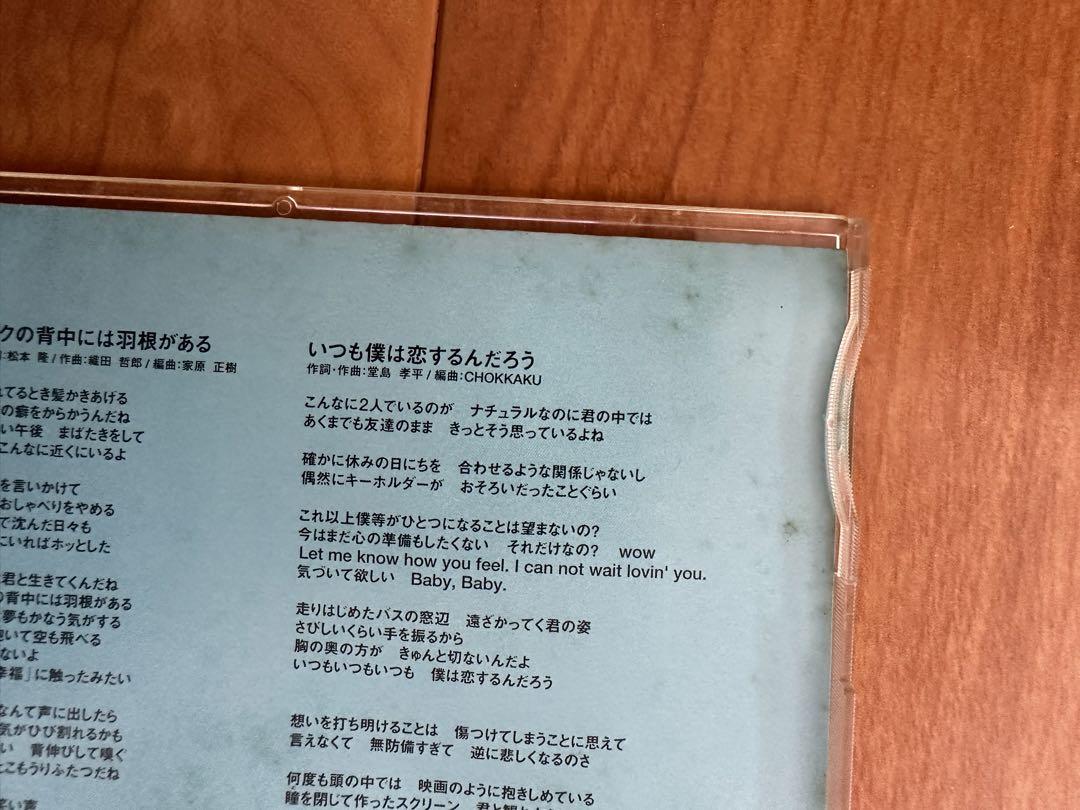 クの背中には羽根がある
松本 隆/作曲:織田 哲郎/編曲:家原 正樹
てるとき髪かきあげる
の癖をからかうんだね
い午後　まばたきをして
こんなに近くにいるよ
を言いかけて
おしゃべりをやめる
で沈んだ日々も
にいればホッとした
君と生きてくんだね
の背中には羽根がある
夢もかなう気がする
いて空も飛べる
ないよ
幸福」に触ったみたい
なんて声に出したら
気がひび割れるかも
い　背伸びして嗅ぐ
こもうりふたつだね
笑い声
いつも僕は恋するんだろう
作詞・作曲:堂島 孝平/編曲:CHOKKAKU
こんなに2人でいるのが　ナチュラルなのに君の中では
あくまでも友達のまま　きっとそう思っているよね
確かに休みの日にちを　合わせるような関係じゃないし
偶然にキーホルダーが　おそろいだったことぐらい
これ以上僕等がひとつになることは望まないの?
今はまだ心の準備もしたくない　それだけなの?　wow
Let me know how you feel. I can not wait lovin' you.
気づいて欲しい　Baby, Baby.
走りはじめたバスの窓辺　遠ざかってく君の姿
さびしいくらい手を振るから
胸の奥の方が　きゅんと切ないんだよ
いつもいつもいつも　僕は恋するんだろう
想いを打ち明けることは　傷つけてしまうことに思えて
言えなくて　無防備すぎて　逆に悲しくなるのさ
何度も頭の中では　映画のように抱きしめている
瞳を閉じて作ったスクリーン　君と